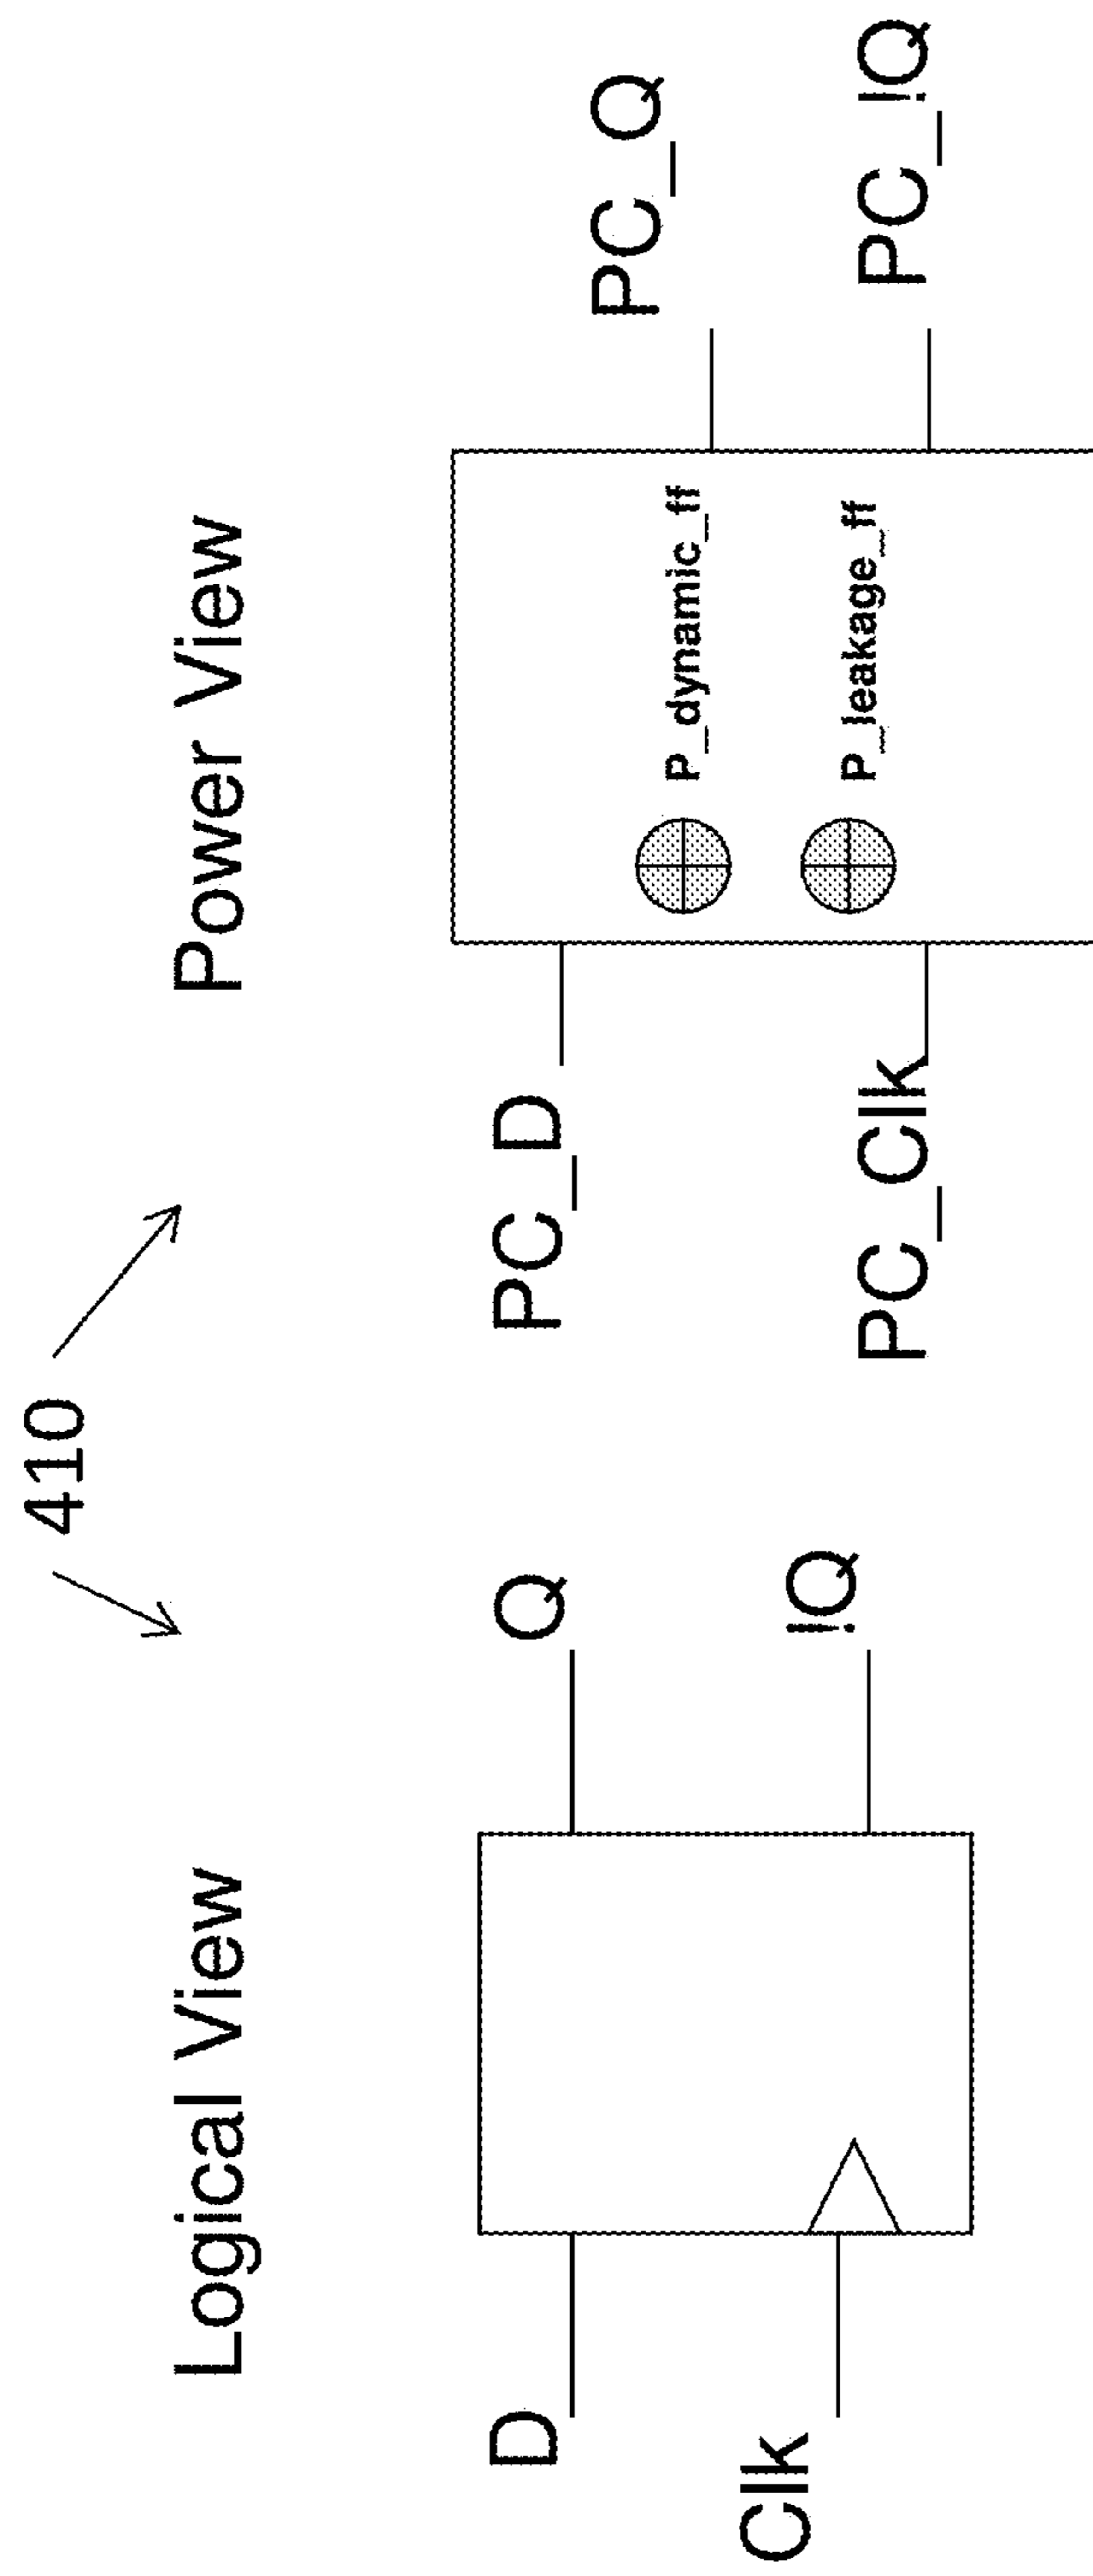 410
Logical View
Power View
D
Clk
Q
!Q
PC_D
PC_Clk
P_dynamic_ff
P_leakage_ff
PC_Q
PC_!Q